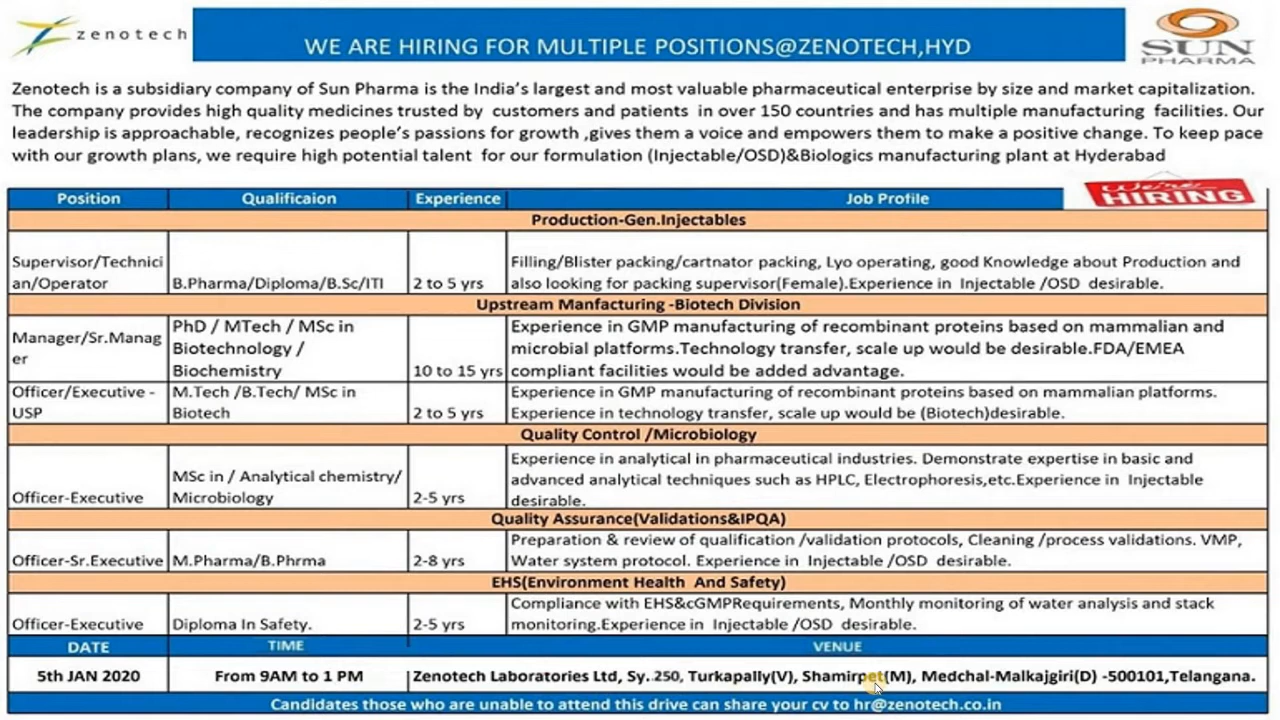 zenotech
WE ARE HIRING FOR MULTIPLE POSITIONS@ZENOTECH,HYD
SUN
PHARMA
Zenotech is a subsidiary company of Sun Pharma is the India's largest and most valuable pharmaceutical enterprise by size and market capitalization.
The company provides high quality medicines trusted by customers and patients in over 150 countries and has multiple manufacturing facilities. Our
leadership is approachable, recognizes people's passions for growth ,gives them a voice and empowers them to make a positive change. To keep pace
with our growth plans, we require high potential talent for our formulation (Injectable/OSD)&Biologics manufacturing plant at Hyderabad
We're
HIRING
Position Qualificaion Experience Job Profile
Production-Gen.Injectables
Supervisor/Technici
an/Operator
B.Pharma/Diploma/B.Sc/ITI
2 to 5 yrs
Filling/Blister packing/cartnator packing, Lyo operating, good Knowledge about Production and
also looking for packing supervisor(Female).Experience in Injectable /OSD desirable.
Upstream Manfacturing -Biotech Division
Manager/Sr.Manag
er
PhD / MTech / MSc in
Biotechnology /
Biochemistry
10 to 15 yrs
Experience in GMP manufacturing of recombinant proteins based on mammalian and
microbial platforms.Technology transfer, scale up would be desirable.FDA/EMEA
compliant facilities would be added advantage.
Officer/Executive -
USP
M.Tech /B.Tech/ MSc in
Biotech
2 to 5 yrs
Experience in GMP manufacturing of recombinant proteins based on mammalian platforms.
Experience in technology transfer, scale up would be (Biotech)desirable.
Quality Control /Microbiology
Officer-Executive
MSc in / Analytical chemistry/
Microbiology
2-5 yrs
Experience in analytical in pharmaceutical industries. Demonstrate expertise in basic and
advanced analytical techniques such as HPLC, Electrophoresis,etc.Experience in Injectable
desirable.
Quality Assurance(Validations&IPQA)
Officer-Sr.Executive
M.Pharma/B.Phrma
2-8 yrs
Preparation & review of qualification /validation protocols, Cleaning /process validations. VMP,
Water system protocol. Experience in Injectable /OSD desirable.
EHS(Environment Health And Safety)
Officer-Executive
Diploma In Safety.
2-5 yrs
Compliance with EHS&cGMPRequirements, Monthly monitoring of water analysis and stack
monitoring.Experience in Injectable /OSD desirable.
DATE TIME VENUE
5th JAN 2020 From 9AM to 1 PM Zenotech Laboratories Ltd, Sy..250, Turkapally(V), Shamirpet(M), Medchal-Malkajgiri(D) -500101,Telangana.
Candidates those who are unable to attend this drive can share your cv to hr@zenotech.co.in